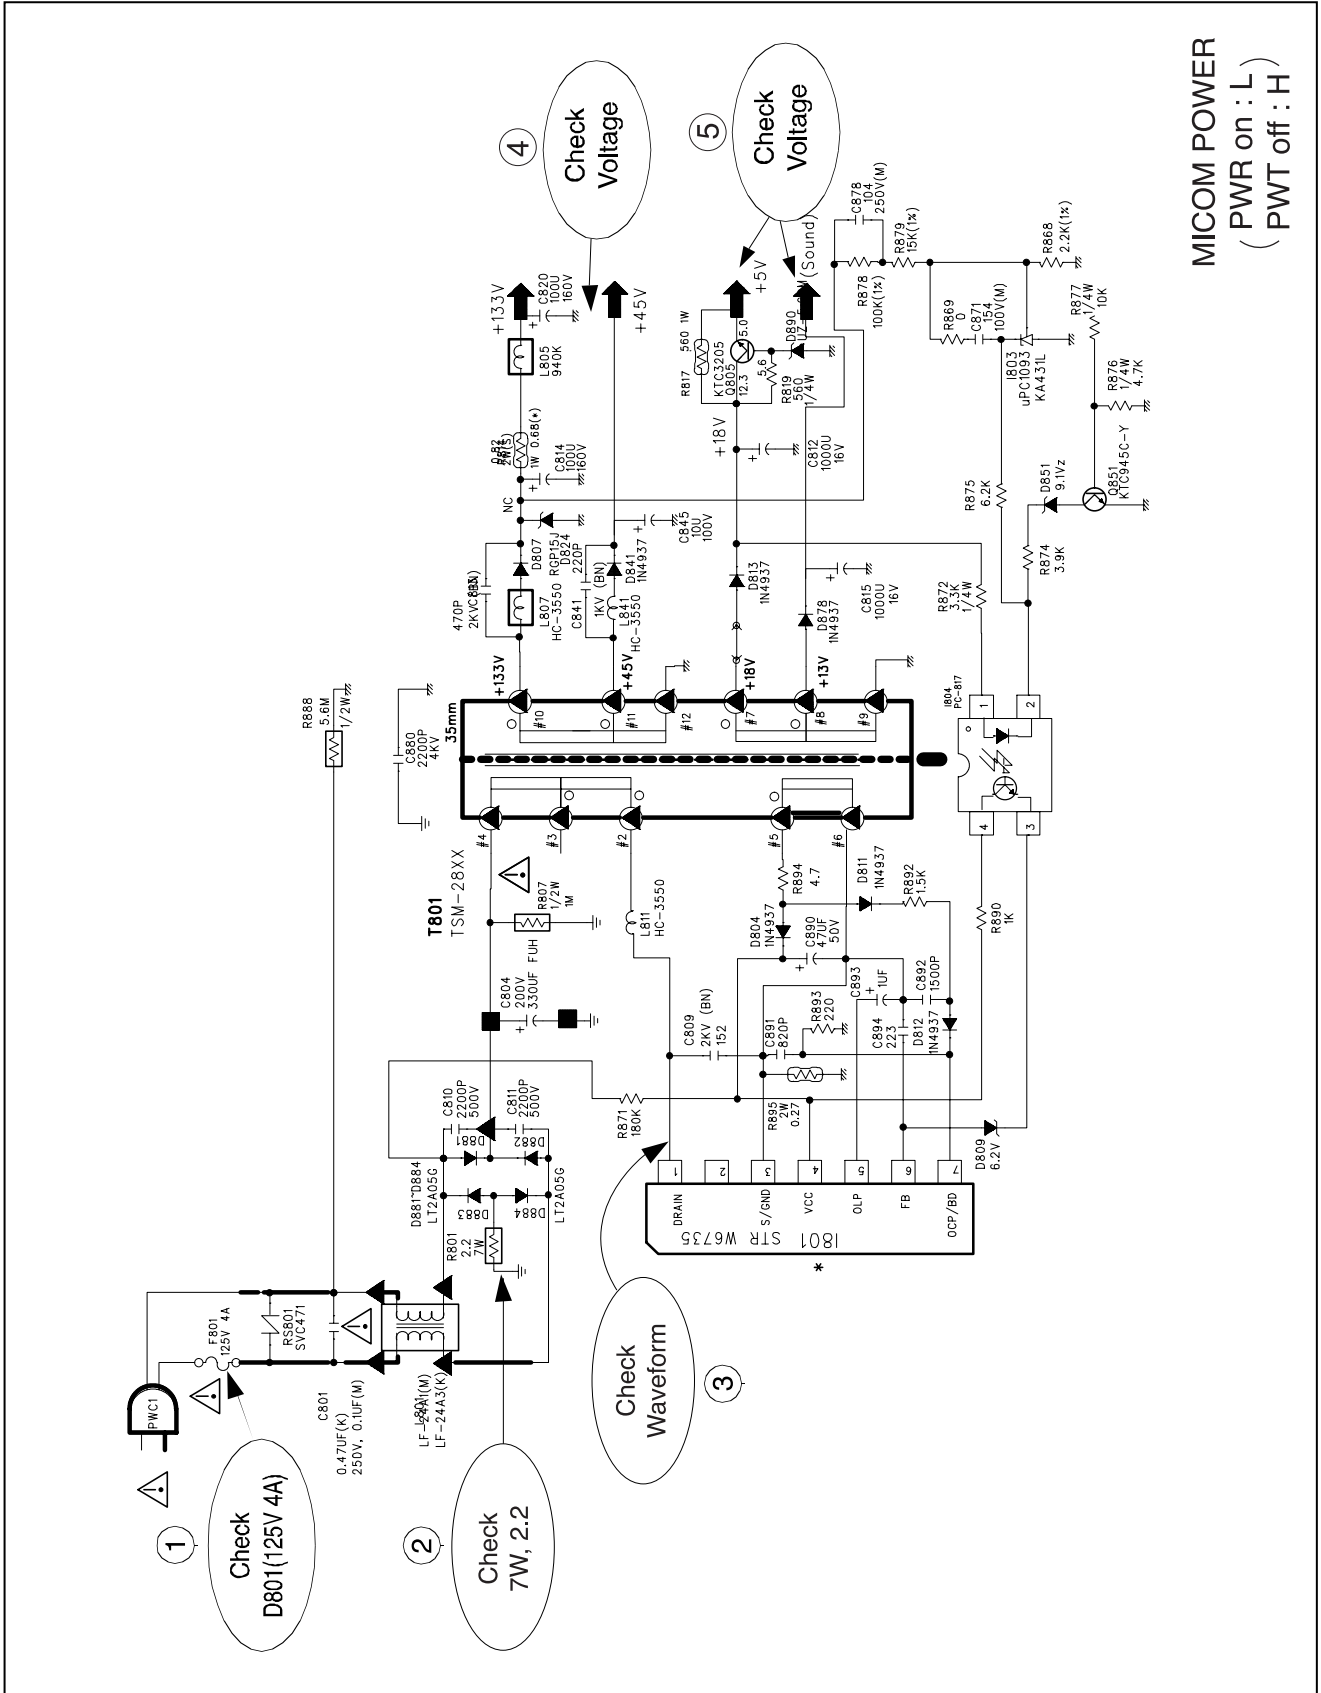 MICOM POWER
( PWR on : L )
( PWT off : H )
4
Check
Voltage
5
Check
Voltage
+133V
C820
100U
160V
L805
940K
+45V
1W 0.68(*)
C814
100U
160V
NC
D807
RGP15J
D824
220P
470P
2KV
L807
HC-3550
C841
1KV (BN)
L841
HC-3550
D841
1N4937
C845
10U
100V
560 1W
R817
KTC3205
Q805
12.3
5.0
5.6
+5V
D890
(Sound)
R819
560
1/4W
+18V
C812
1000U
16V
D813
1N4937
D878
1N4937
C815
1000U
16V
C878
104
250V(M)
R878
100K(1%)
R879
15K(1%)
R868
2.2K(1%)
R869
0
C871
154
100V(M)
I803
uPC1093
KA431L
R877
1/4W
10K
R876
1/4W
4.7K
R875
6.2K
D851
9.1Vz
Q851
KTC945C-Y
R874
3.9K
R872
3.3K
1/4W
I804
PC-817
1
2
4
3
R888
5.6M
1/2W
C880
2200P
4KV
35mm
+133V
+45V
+18V
+13V
#10
#11
#12
#7
#8
#9
#4
#3
#2
#5
#6
T801
TSM-28XX
R807
1/2W
1M
FUH
C804
200V
330UF
L811
HC-3550
R894
4.7
D811
1N4937
R892
1.5K
D804
1N4937
C890
47UF
50V
R890
1K
C809
2KV (BN)
152
C891
820P
R893
220
C893
1UF
C892
1500P
C894
223
D812
1N4937
R895
2W
0.27
R871
180K
D809
6.2V
C810
2200P
500V
C811
2200P
500V
D881
D882
D883
D884
D881~D884
LT2A05G
LT2A05G
R801
2.2
7W
1
2
3
4
5
6
7
DRAIN
S/GND
VCC
OLP
FB
OCP/BD
I801
STR W6735
*
PWC1
F801
125V 4A
RS801
SVC471
C801
0.47UF(K)
250V, 0.1UF(M)
LF-24A3(K)
1
Check
D801(125V 4A)
2
Check
7W, 2.2
3
Check
Waveform